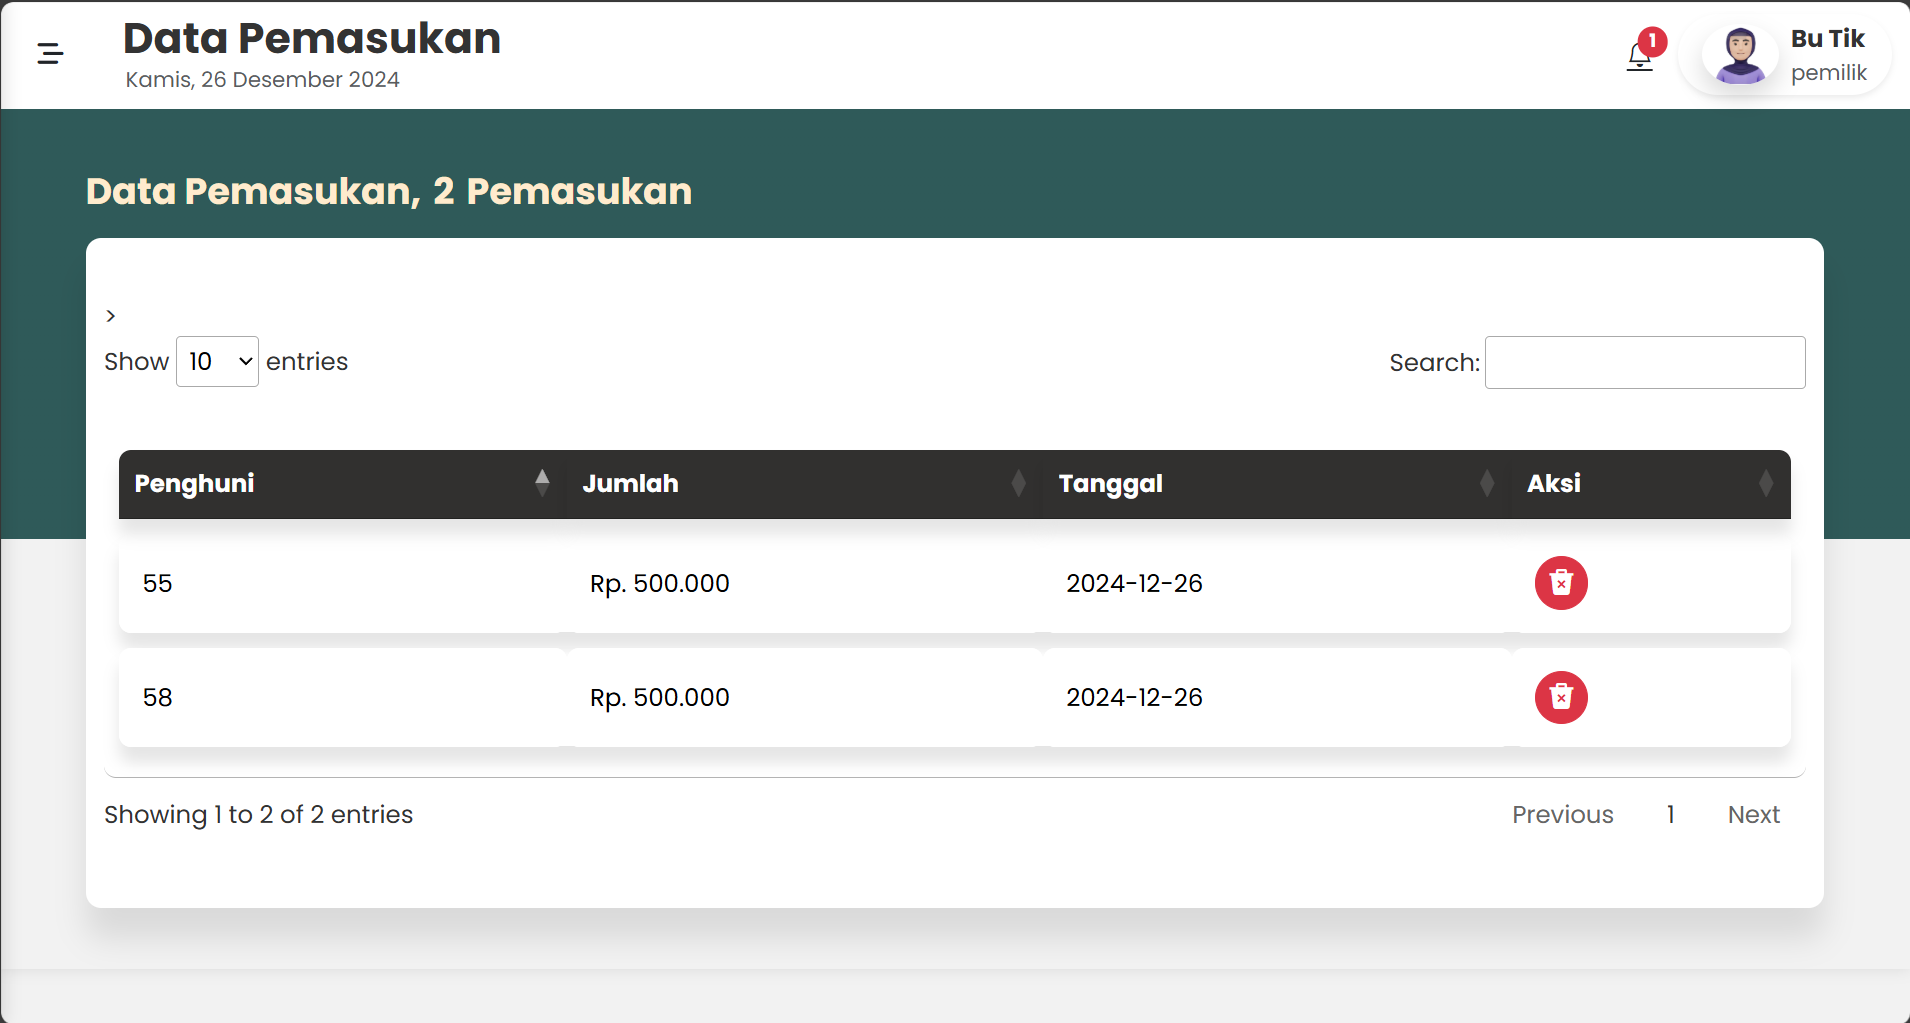 Data Pemasukan
Kamis, 26 Desember 2024
1
Bu Tik
pemilik
Data Pemasukan, 2 Pemasukan
>
Show 10 entries
Search:
Penghuni Jumlah Tanggal Aksi
55 Rp. 500.000 2024-12-26
58 Rp. 500.000 2024-12-26
Showing 1 to 2 of 2 entries
Previous 1 Next